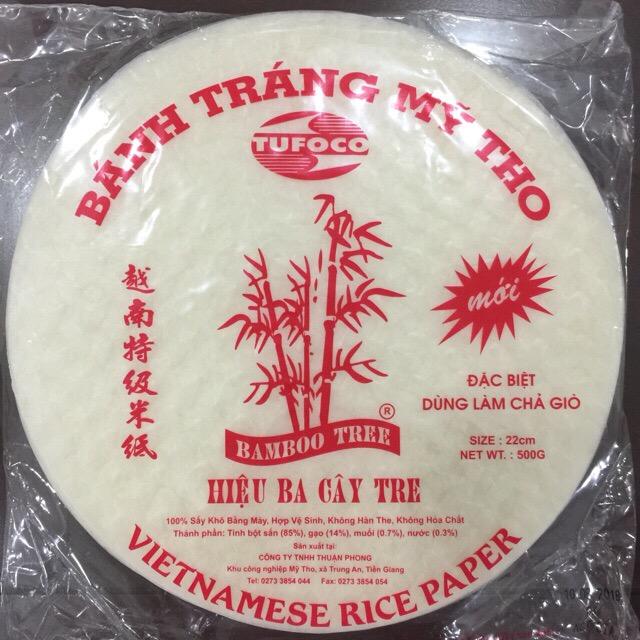 BÁNH TRÁNG MỸ THO
TUFOCO
越南特级米纸
mới
ĐẶC BIỆT
DÙNG LÀM CHẢ GIÒ
SIZE : 22cm
NET WT. : 500G
®
BAMBOO TREE
HIỆU BA CÂY TRE
100% Sấy Khô Bằng Máy, Hợp Vệ Sinh, Không Hàn The, Không Hóa Chất
Thành phần: Tinh bột sắn (85%), gạo (14%), muối (0.7%), nước (0.3%)
Sản xuất tại:
CÔNG TY TNHH THUẬN PHONG
Khu công nghiệp Mỹ Tho, xã Trung An, Tiền Giang
Tel: 0273 3854 044 Fax: 0273 3854 054
VIETNAMESE RICE PAPER